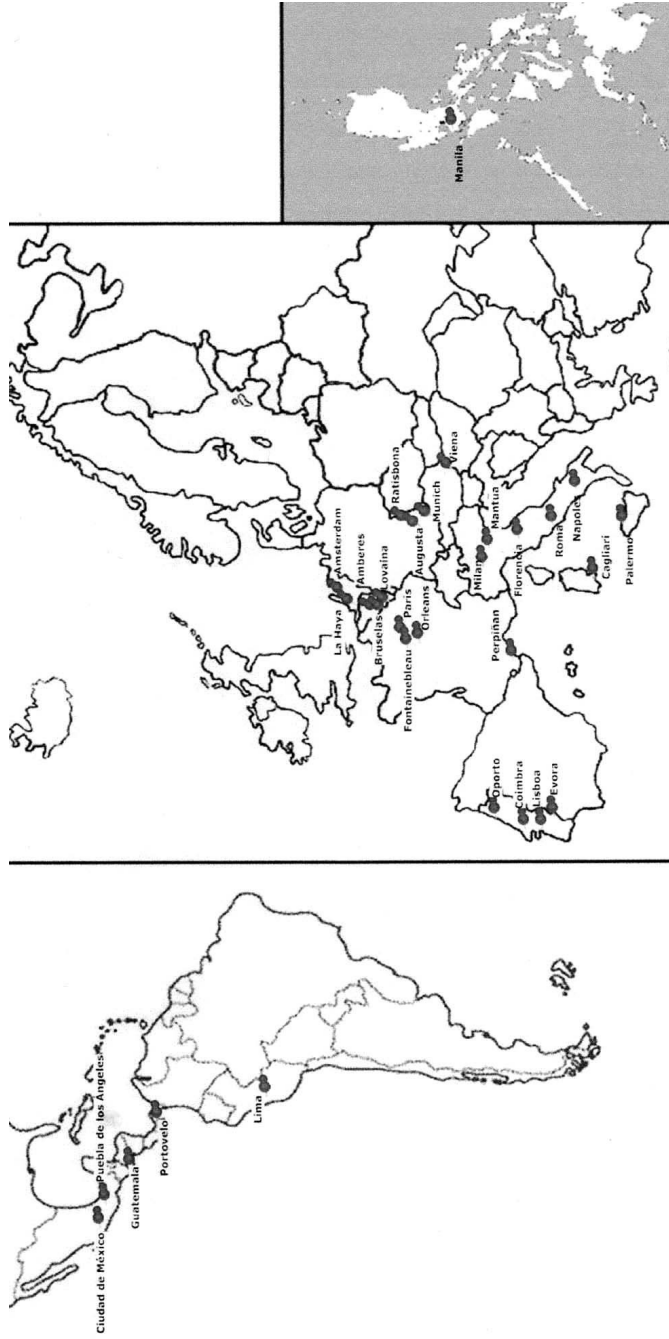 Ciudad de México
Puebla de los Ángeles
Guatemala
Portovelo
Lima
La Haya
Amsterdam
Amberes
Bruselas
Lovaina
Ratisbona
Paris
Fontainebleau
Orleans
Augusta
Munich
Viena
Milan
Mantua
Florencia
Perpiñan
Roma
Napoles
Cagliari
Palermo
Oporto
Coimbra
Lisboa
Evora
Manila